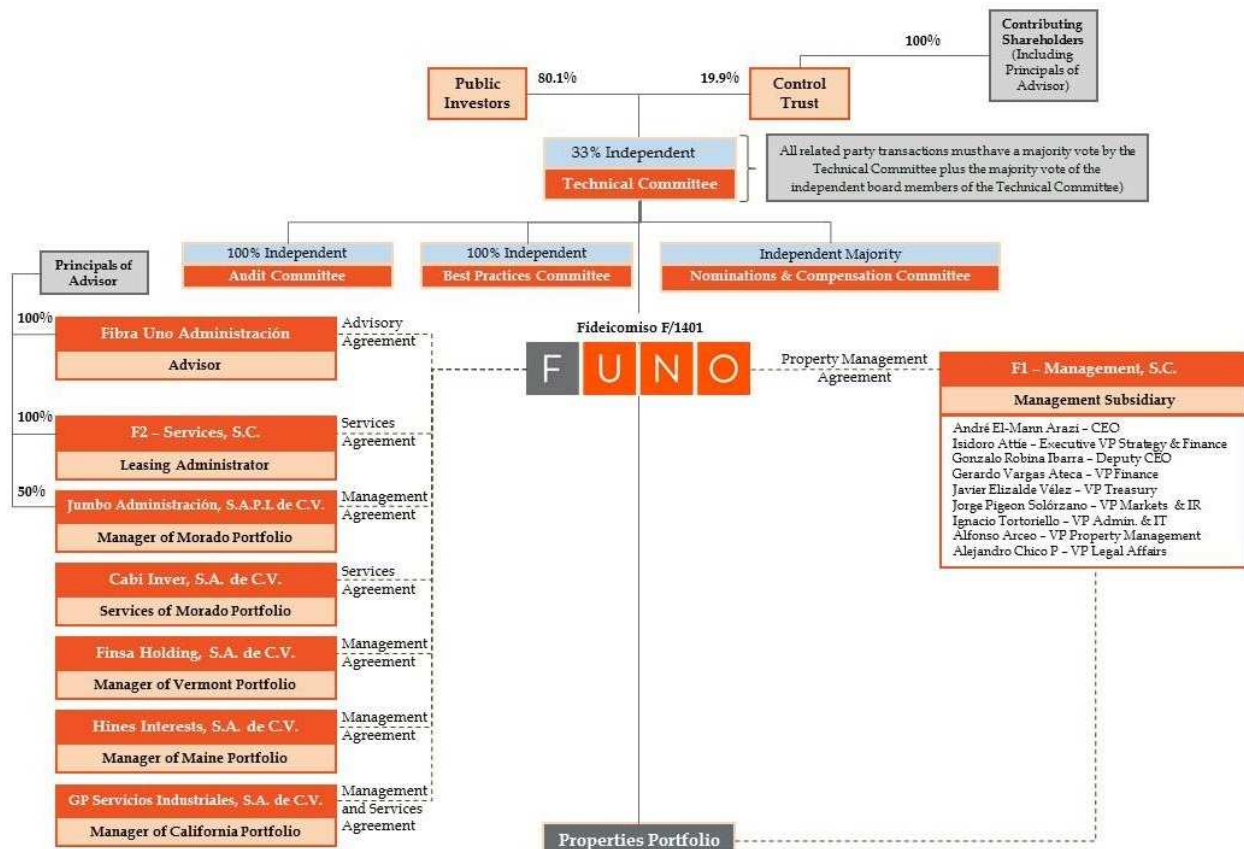 Contributing
Shareholders
(Including
Principals of
Advisor)
100%
Public
Investors
80.1%
19.9%
Control
Trust
33% Independent
Technical Committee
All related party transactions must have a majority vote by the
Technical Committee plus the majority vote of the
independent board members of the Technical Committee)
100% Independent
Audit Committee
100% Independent
Best Practices Committee
Independent Majority
Nominations & Compensation Committee
Principals of
Advisor
100%
Fibra Uno Administración
Advisor
Advisory
Agreement
Fideicomiso F/1401
FUNO
Property Management
Agreement
F1 – Management, S.C.
Management Subsidiary
André El-Mann Arazi – CEO
Isidoro Attie – Executive VP Strategy & Finance
Gonzalo Robina Ibarra – Deputy CEO
Gerardo Vargas Ateca – VP Finance
Javier Elizalde Vélez – VP Treasury
Jorge Pigeon Solórzano – VP Markets & IR
Ignacio Tortoriello – VP Admin. & IT
Alfonso Arceo – VP Property Management
Alejandro Chico P – VP Legal Affairs
100%
F2 – Services, S.C.
Leasing Administrator
Services
Agreement
50%
Jumbo Administración, S.A.P.I. de C.V.
Manager of Morado Portfolio
Management
Agreement
Cabi Inver, S.A. de C.V.
Services of Morado Portfolio
Services
Agreement
Finsa Holding, S.A. de C.V.
Manager of Vermont Portfolio
Management
Agreement
Hines Interests, S.A. de C.V.
Manager of Maine Portfolio
Management
Agreement
GP Servicios Industriales, S.A. de C.V.
Manager of California Portfolio
Management
and Services
Agreement
Properties Portfolio